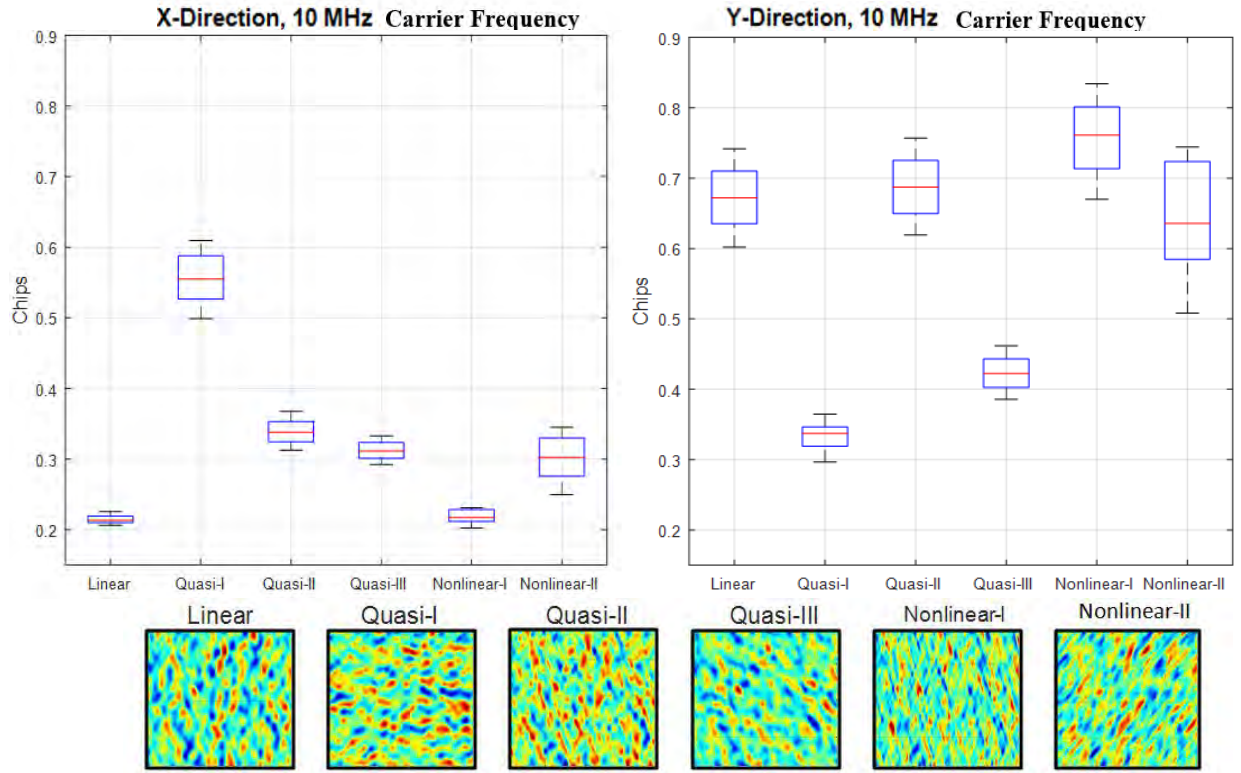 X-Direction, 10 MHz Carrier Frequency
0.9
0.8
0.7
0.6
0.5
0.4
0.3
0.2
Chips
Linear Quasi-I Quasi-II Quasi-III Nonlinear-I Nonlinear-II
Y-Direction, 10 MHz Carrier Frequency
0.9
0.8
0.7
0.6
0.5
0.4
0.3
0.2
Chips
Linear Quasi-I Quasi-II Quasi-III Nonlinear-I Nonlinear-II
Linear Quasi-I Quasi-II Quasi-III Nonlinear-I Nonlinear-II